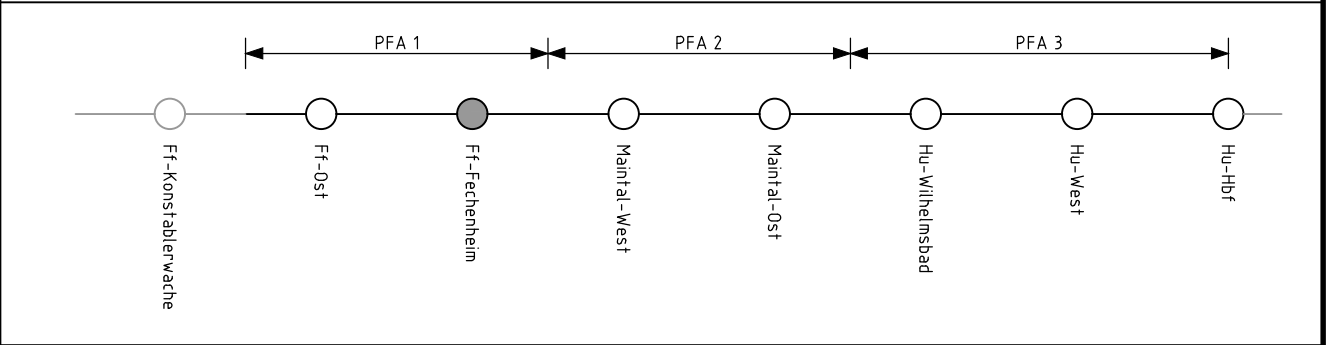 PFA 1
PFA 2
PFA 3
Ff-Konstablerwache
Ff-Ost
Ff-Fechenheim
Maintal-West
Maintal-Ost
Hu-Wilhelmsbad
Hu-West
Hu-Hbf